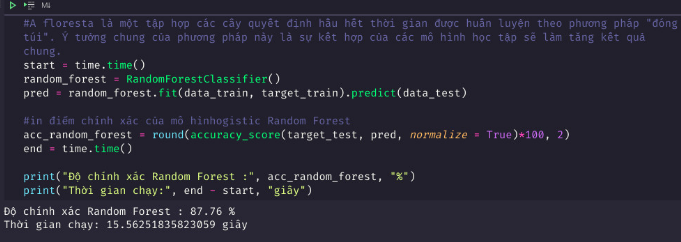 #A floresta là một tập hợp các cây quyết định hầu hết thời gian được huấn luyện theo phương pháp "đóng
túi". Ý tưởng chung của phương pháp này là sự kết hợp của các mô hình học tập sẽ làm tăng kết quả
chung.
start = time.time()
random_forest = RandomForestClassifier()
pred = random_forest.fit(data_train, target_train).predict(data_test)
#in điểm chính xác của mô hinhogistic Random Forest
acc_random_forest = round(accuracy_score(target_test, pred, normalize = True)*100, 2)
end = time.time()
print("Độ chính xác Random Forest :", acc_random_forest, "%")
print("Thời gian chạy:", end - start, "giây")
Độ chính xác Random Forest : 87.76 %
Thời gian chạy: 15.56251835823059 giây